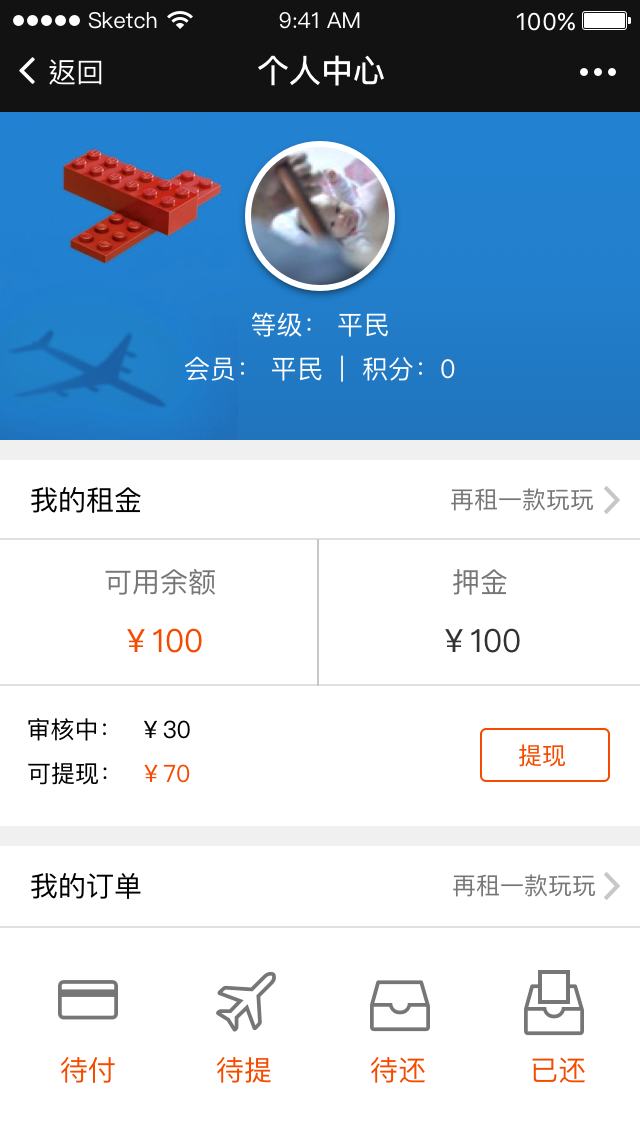 Sketch 9:41 AM 100%
返回 个人中心
等级： 平民
会员： 平民 | 积分：0
我的租金 再租一款玩玩
可用余额 押金
¥100 ¥100
审核中： ¥30
可提现： ¥70
提现
我的订单 再租一款玩玩
待付 待提 待还 已还